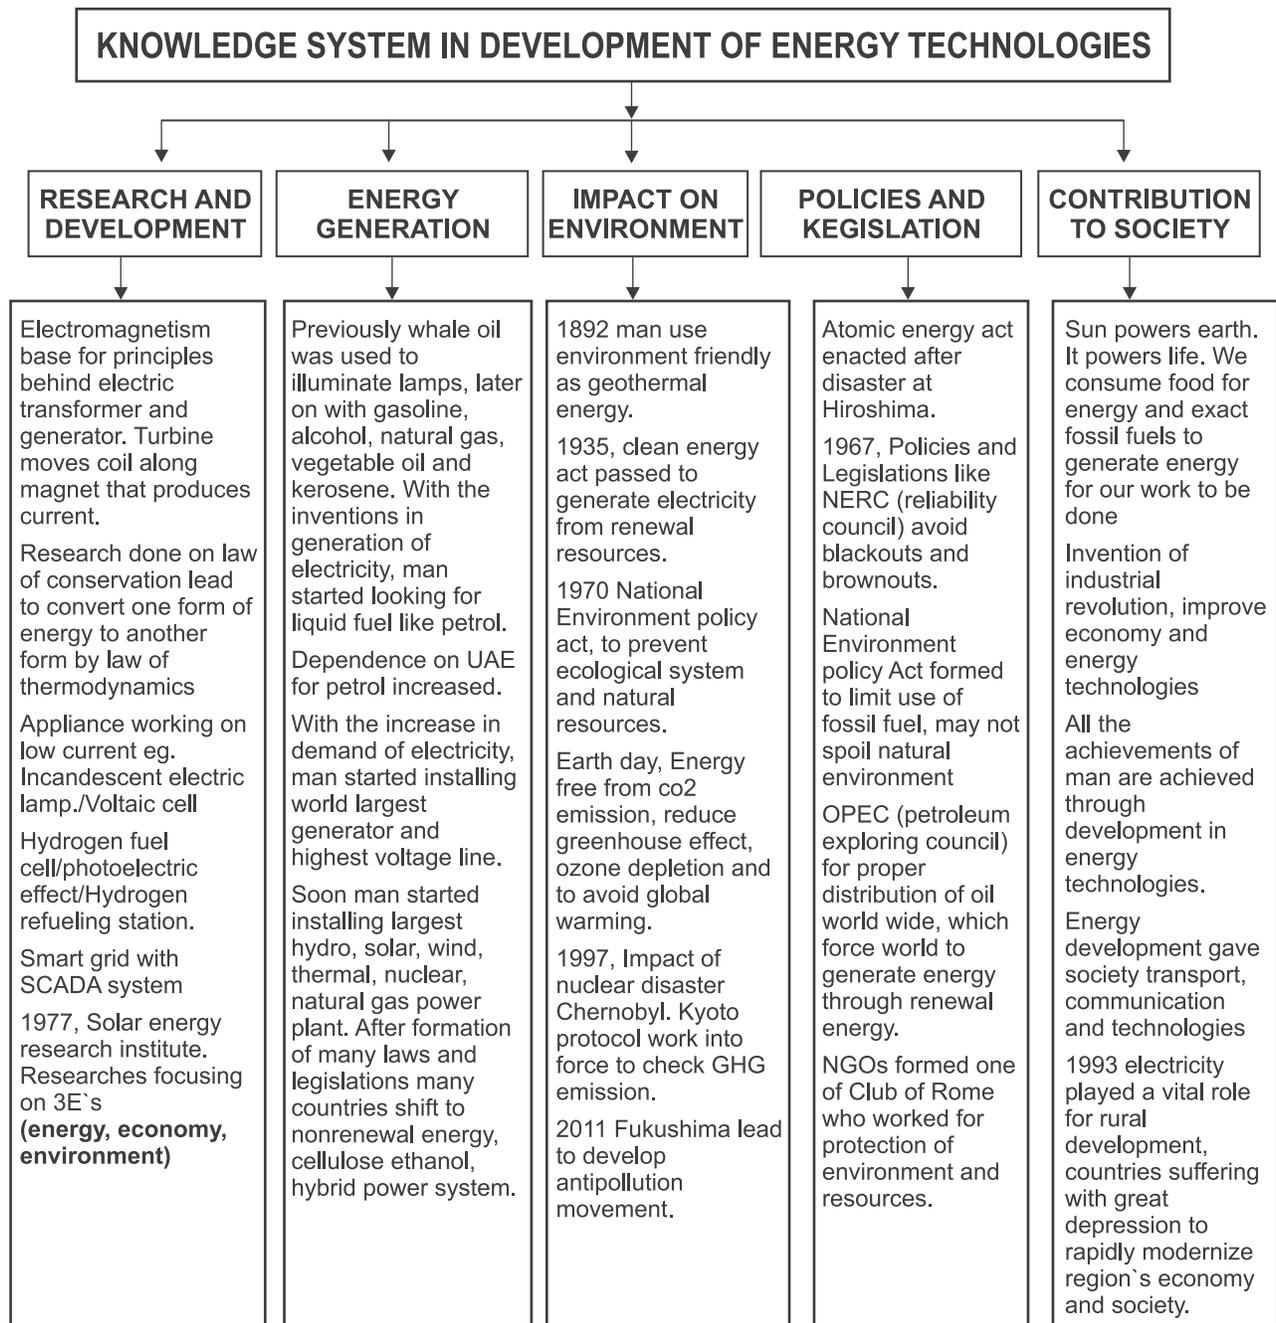 KNOWLEDGE SYSTEM IN DEVELOPMENT OF ENERGY TECHNOLOGIES
RESEARCH AND
DEVELOPMENT
ENERGY
GENERATION
IMPACT ON
ENVIRONMENT
POLICIES AND
KEGISLATION
CONTRIBUTION
TO SOCIETY
Electromagnetism
base for principles
behind electric
transformer and
generator. Turbine
moves coil along
magnet that produces
current.
Research done on law
of conservation lead
to convert one form of
energy to another
form by law of
thermodynamics
Appliance working on
low current eg.
Incandescent electric
lamp./Voltaic cell
Hydrogen fuel
cell/photoelectric
effect/Hydrogen
refueling station.
Smart grid with
SCADA system
1977, Solar energy
research institute.
Researches focusing
on 3E`s
(energy, economy,
environment)
Previously whale oil
was used to
illuminate lamps, later
on with gasoline,
alcohol, natural gas,
vegetable oil and
kerosene. With the
inventions in
generation of
electricity, man
started looking for
liquid fuel like petrol.
Dependence on UAE
for petrol increased.
With the increase in
demand of electricity,
man started installing
world largest
generator and
highest voltage line.
Soon man started
installing largest
hydro, solar, wind,
thermal, nuclear,
natural gas power
plant. After formation
of many laws and
legislations many
countries shift to
nonrenewal energy,
cellulose ethanol,
hybrid power system.
1892 man use
environment friendly
as geothermal
energy.
1935, clean energy
act passed to
generate electricity
from renewal
resources.
1970 National
Environment policy
act, to prevent
ecological system
and natural
resources.
Earth day, Energy
free from co2
emission, reduce
greenhouse effect,
ozone depletion and
to avoid global
warming.
1997, Impact of
nuclear disaster
Chernobyl. Kyoto
protocol work into
force to check GHG
emission.
2011 Fukushima lead
to develop
antipollution
movement.
Atomic energy act
enacted after
disaster at
Hiroshima.
1967, Policies and
Legislations like
NERC (reliability
council) avoid
blackouts and
brownouts.
National
Environment
policy Act formed
to limit use of
fossil fuel, may not
spoil natural
environment
OPEC (petroleum
exploring council)
for proper
distribution of oil
world wide, which
force world to
generate energy
through renewal
energy.
NGOs formed one
of Club of Rome
who worked for
protection of
environment and
resources.
Sun powers earth.
It powers life. We
consume food for
energy and exact
fossil fuels to
generate energy
for our work to be
done
Invention of
industrial
revolution, improve
economy and
energy
technologies
All the
achievements of
man are achieved
through
development in
energy
technologies.
Energy
development gave
society transport,
communication
and technologies
1993 electricity
played a vital role
for rural
development,
countries suffering
with great
depression to
rapidly modernize
region`s economy
and society.